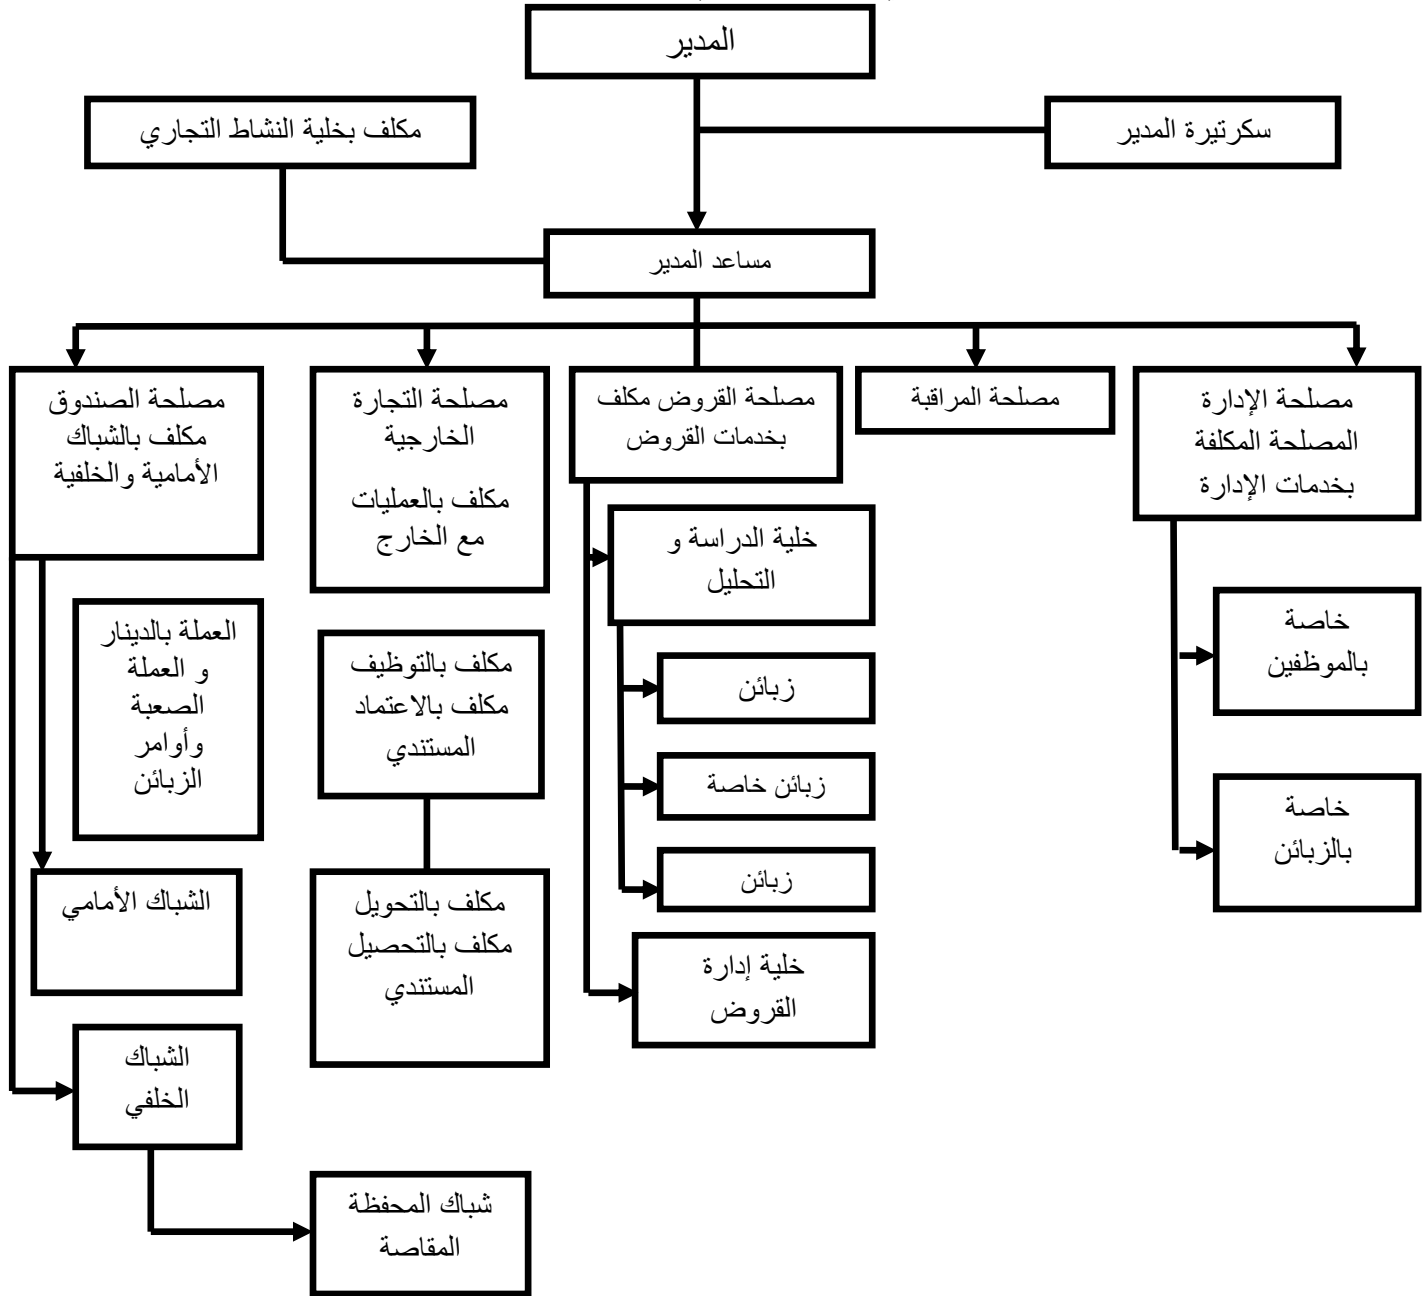 المدير
مكلف بخلية النشاط التجاري
سكرتيرة المدير
مساعد المدير
مصلحة الصندوق
مكلف بالشباك
الأمامية والخلفية
مصلحة التجارة
الخارجية
مكلف بالعمليات
مع الخارج
مصلحة القروض مكلف
بخدمات القروض
مصلحة المراقبة
مصلحة الإدارة
المصلحة المكلفة
بخدمات الإدارة
خلية الدراسة و
التحليل
العملة بالدينار
و العملة
الصعبة
وأوامر
الزبائن
مكلف بالتوظيف
مكلف بالاعتماد
المستندي
زبائن
زبائن خاصة
زبائن
خاصة
بالموظفين
خاصة
بالزبائن
الشباك الأمامي
مكلف بالتحويل
مكلف بالتحصيل
المستندي
خلية إدارة
القروض
الشباك
الخلفي
شباك المحفظة
المقاصة